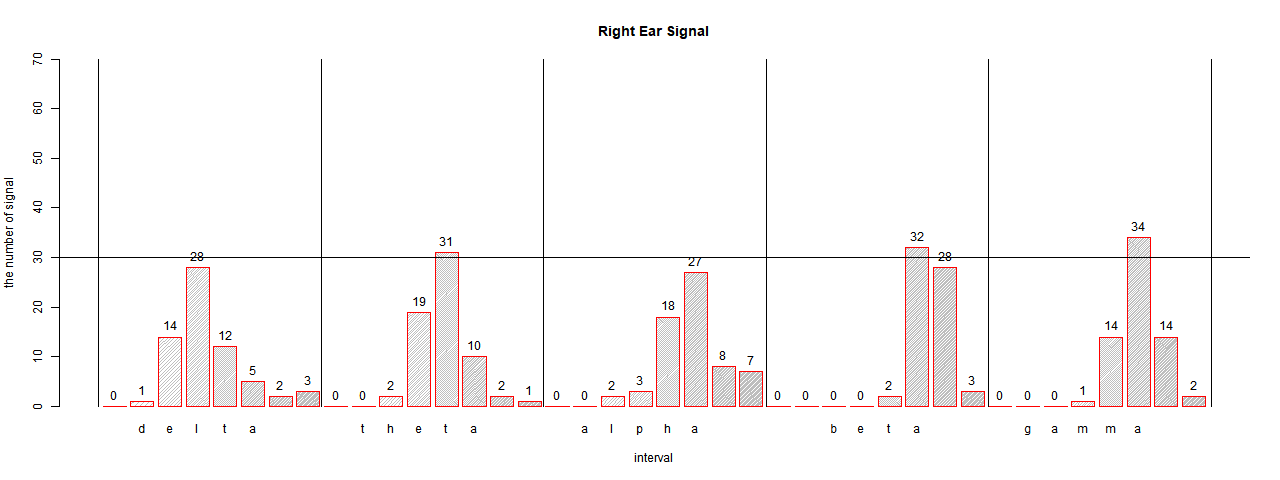 Right Ear Signal
the number of signal
70
60
50
40
30
20
10
0
0 1 14 28 12 5 2 3
0 0 2 19 31 10 2 1
0 0 2 3 18 27 8 7
0 0 0 0 2 32 28 3
0 0 0 1 14 34 14 2
d e l t a t h e t a a l p h a b e t a g a m m a
interval